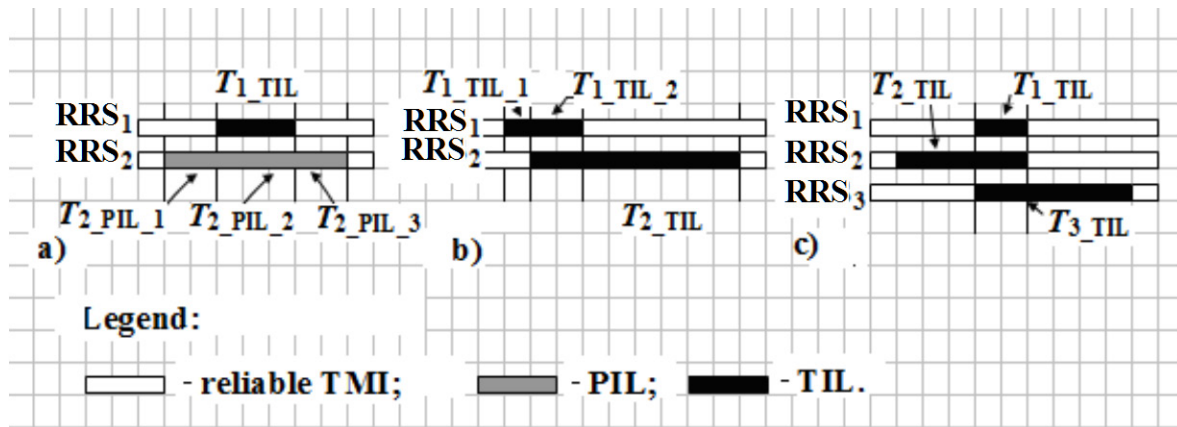 T1_TIL
RRS1
RRS2
T2_PIL_1 T2_PIL_2 T2_PIL_3
a)
T1_TIL_1 T1_TIL_2
RRS1
RRS2
T2_TIL
b)
T2_TIL T1_TIL
RRS1
RRS2
RRS3
T3_TIL
c)
Legend:
- reliable TMI; - PIL; - TIL.